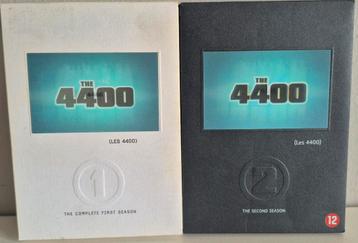 THE
4400
(LES 4400)
1
THE COMPLETE FIRST SEASON
THE
4400
(Les 4400)
2
THE SECOND SEASON
12